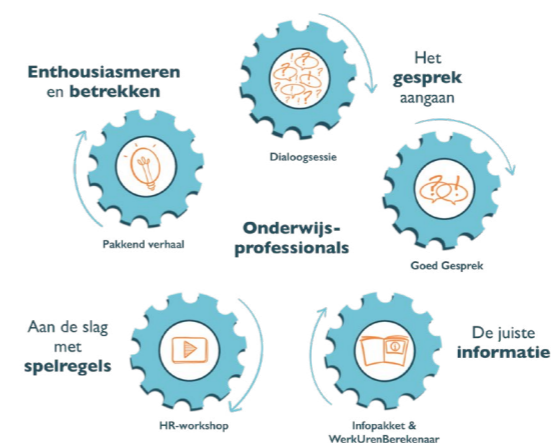 Enthousiasmeren
en betrekken
Dialoogsessie
Het
gesprek
aangaan
Pakkend verhaal
Onderwijs-
professionals
Goed Gesprek
Aan de slag
met
spelregels
HR-workshop
De juiste
informatie
Infopakket &
WerkUrenBerekenaar